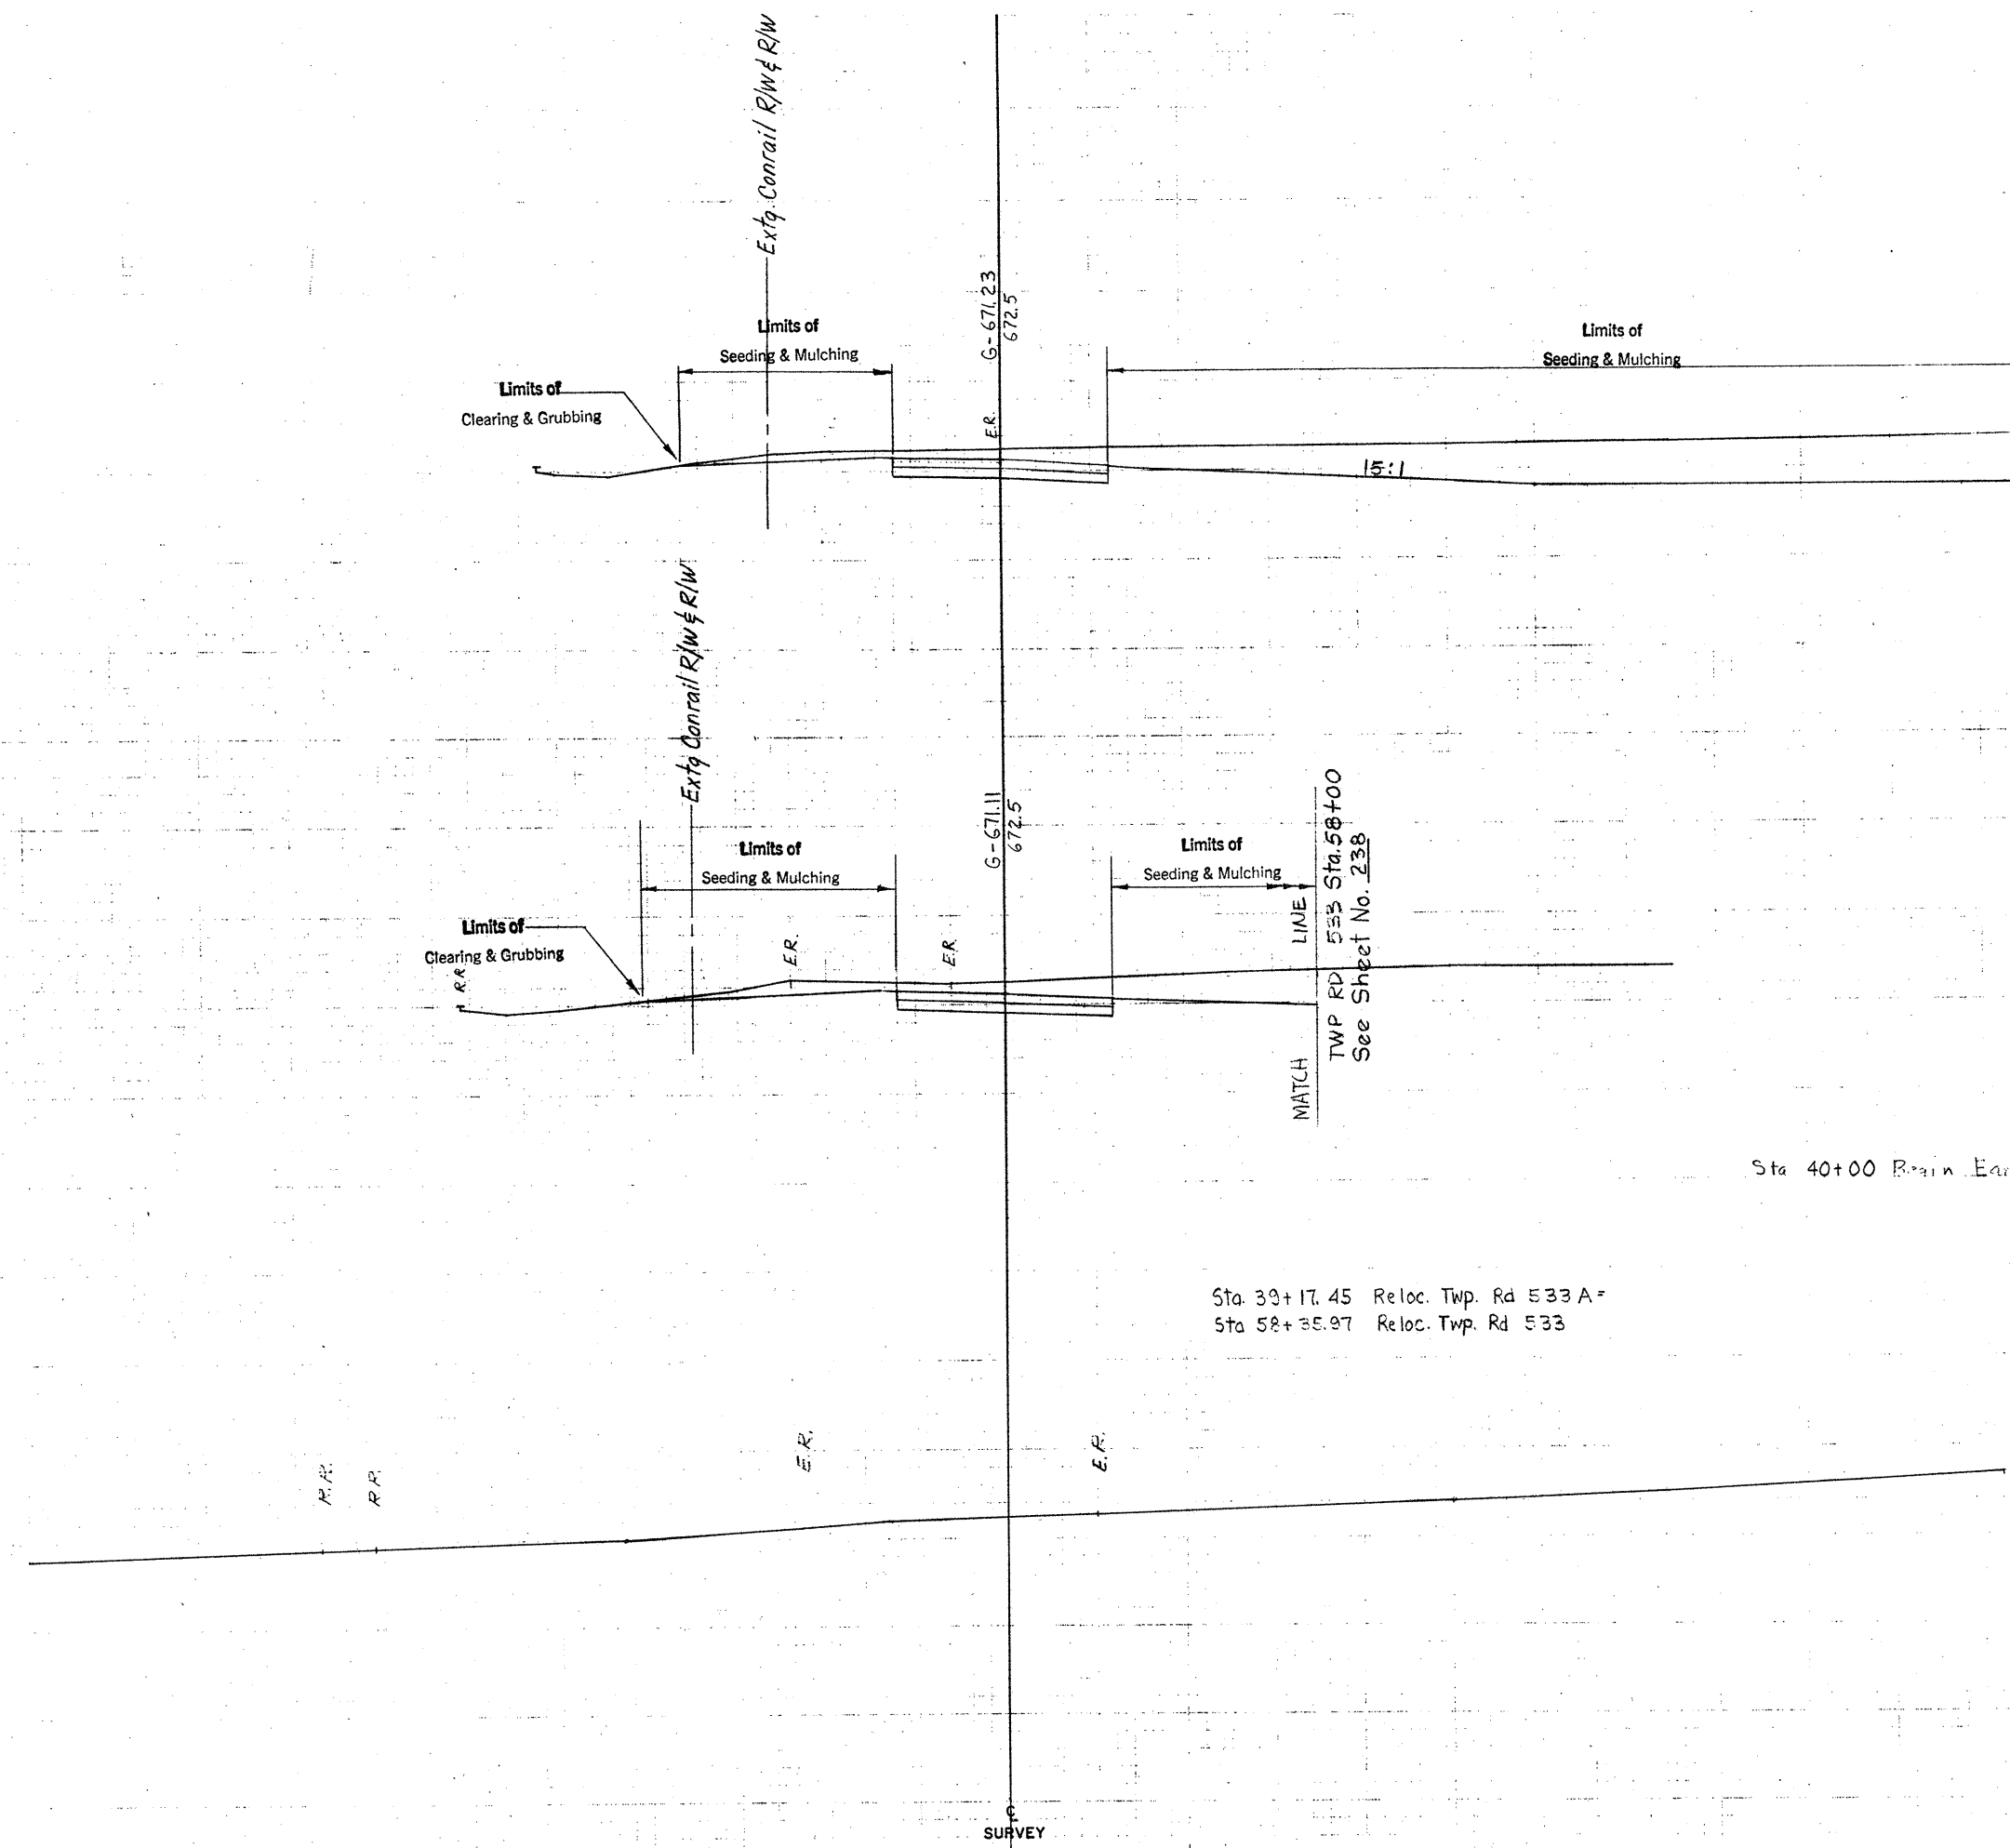 Extg. Conrail R/W & R/W
G-671.23
672.5
Limits of
Seeding & Mulching
Limits of
Seeding & Mulching
Limits of
Clearing & Grubbing
E.R.
15:1
Extg Conrail R/W & R/W
G-671.11
672.5
Limits of
Seeding & Mulching
Limits of
Seeding & Mulching
Limits of
Clearing & Grubbing
R.R
E.R.
E.R.
MATCH LINE
TWP RD 533 Sta. 58+00
See Sheet No. 238
Sta 40+00
Sta. 39+17.45 Reloc. Twp. Rd 533 A =
Sta 58+35.97 Reloc. Twp. Rd 533
R.R.
R.R.
E.R.
E.R.
℄
SURVEY